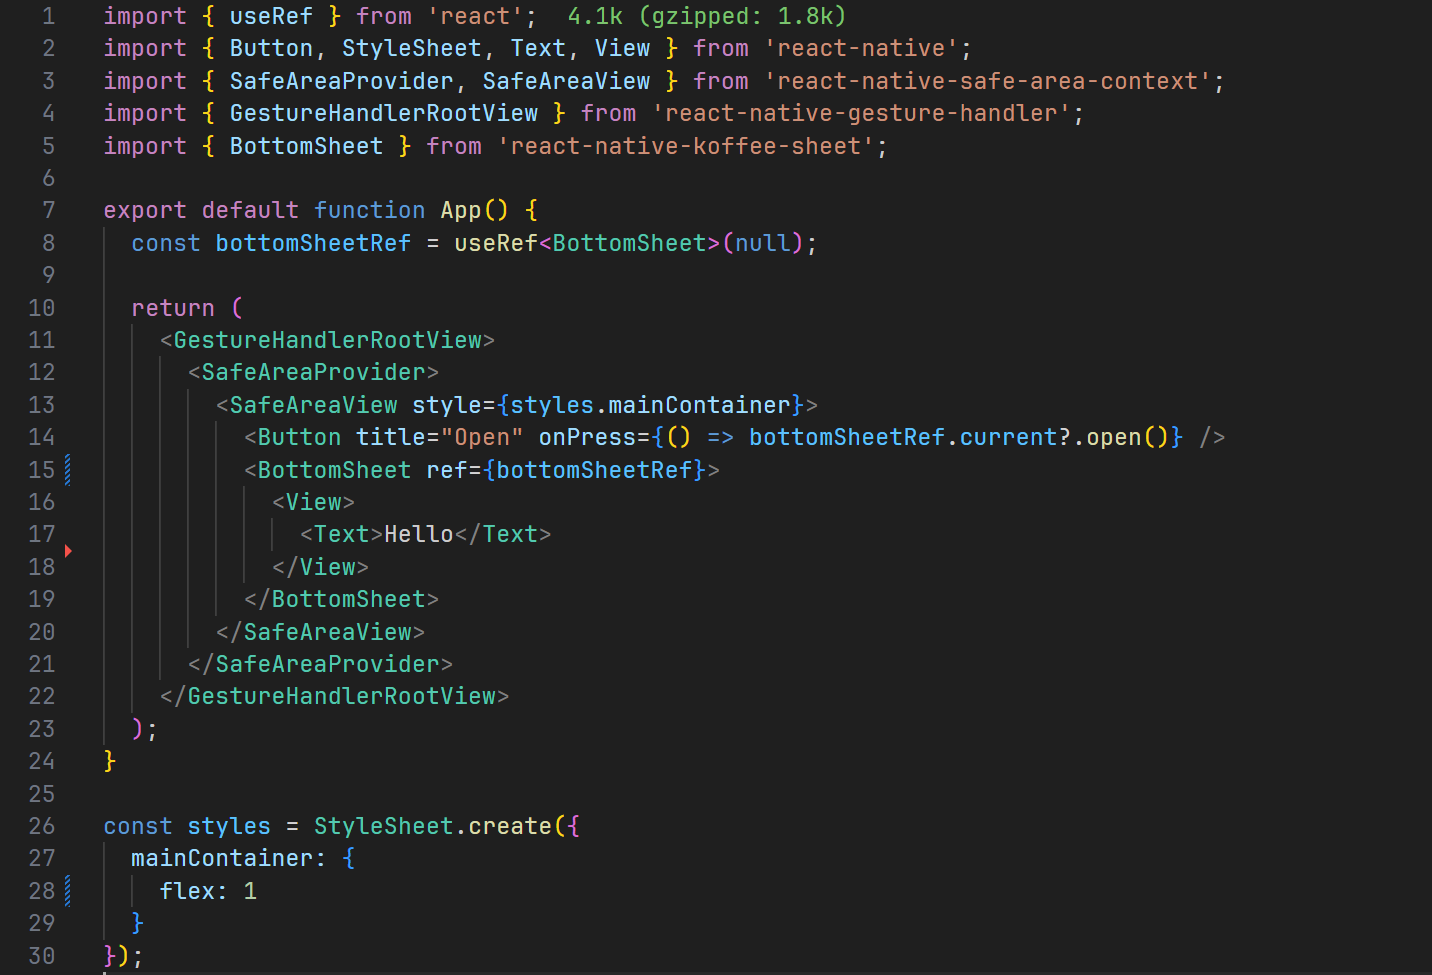 1 import { useRef } from 'react'; 4.1k (gzipped: 1.8k)
2 import { Button, StyleSheet, Text, View } from 'react-native';
3 import { SafeAreaProvider, SafeAreaView } from 'react-native-safe-area-context';
4 import { GestureHandlerRootView } from 'react-native-gesture-handler';
5 import { BottomSheet } from 'react-native-koffee-sheet';
6
7 export default function App() {
8   const bottomSheetRef = useRef<BottomSheet>(null);
9
10   return (
11     <GestureHandlerRootView>
12       <SafeAreaProvider>
13         <SafeAreaView style={styles.mainContainer}>
14           <Button title="Open" onPress={() => bottomSheetRef.current?.open()} />
15           <BottomSheet ref={bottomSheetRef}>
16             <View>
17               <Text>Hello</Text>
18             </View>
19           </BottomSheet>
20         </SafeAreaView>
21       </SafeAreaProvider>
22     </GestureHandlerRootView>
23   );
24 }
25
26 const styles = StyleSheet.create({
27   mainContainer: {
28     flex: 1
29   }
30 });